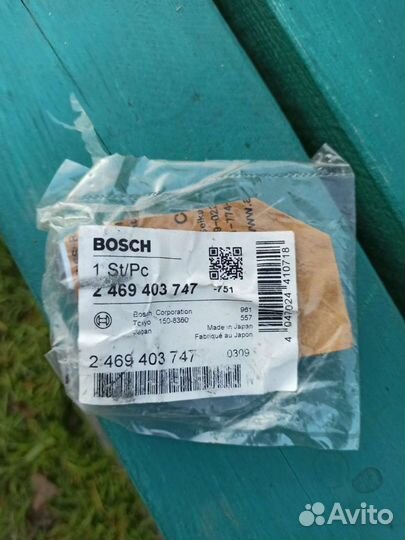 BOSCH
1 St/Pc
2 469 403 747 -751
Bosch Corporation 961
Tokyo 150-8360 557
Japan Made in Japan
Fabriqué au Japon
2 469 403 747 0309
4 047024 410718
Avito